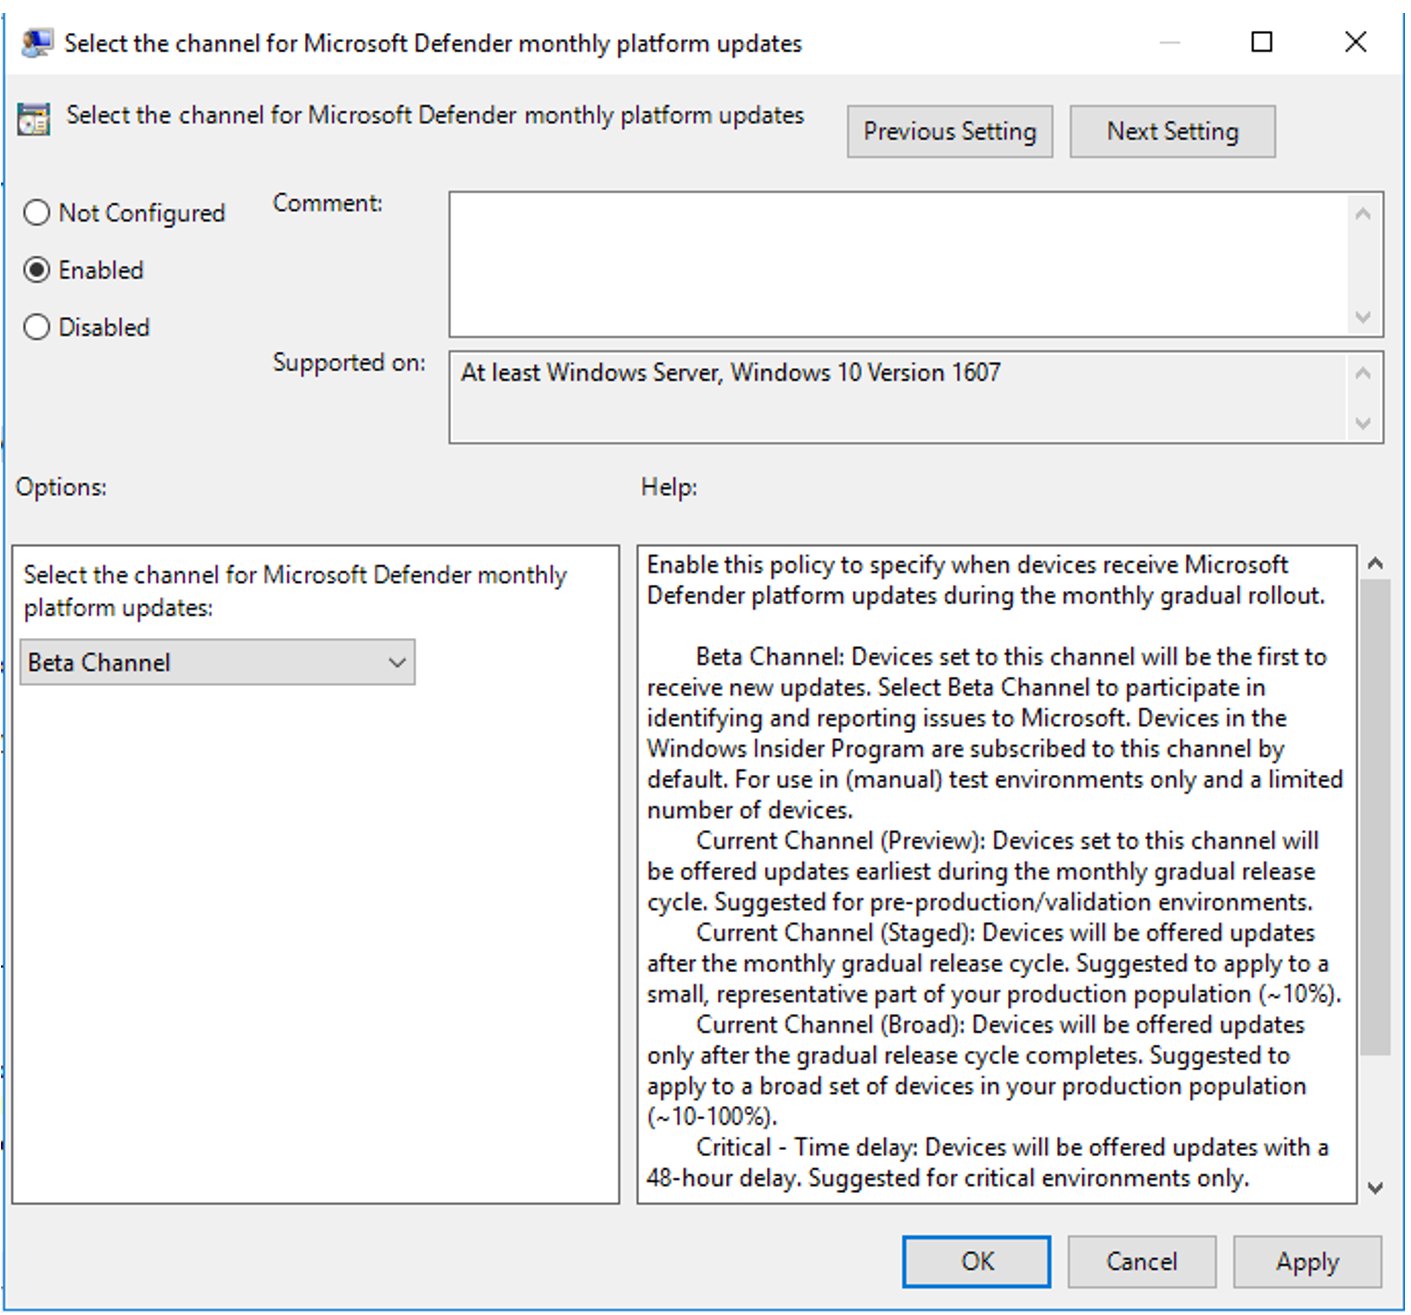 Select the channel for Microsoft Defender monthly platform updates
Select the channel for Microsoft Defender monthly platform updates
Previous Setting
Next Setting
Not Configured
Enabled
Disabled
Comment:
Supported on:
At least Windows Server, Windows 10 Version 1607
Options:
Help:
Select the channel for Microsoft Defender monthly
platform updates:
Beta Channel
Enable this policy to specify when devices receive Microsoft
Defender platform updates during the monthly gradual rollout.
Beta Channel: Devices set to this channel will be the first to
receive new updates. Select Beta Channel to participate in
identifying and reporting issues to Microsoft. Devices in the
Windows Insider Program are subscribed to this channel by
default. For use in (manual) test environments only and a limited
number of devices.
Current Channel (Preview): Devices set to this channel will
be offered updates earliest during the monthly gradual release
cycle. Suggested for pre-production/validation environments.
Current Channel (Staged): Devices will be offered updates
after the monthly gradual release cycle. Suggested to apply to a
small, representative part of your production population (~10%).
Current Channel (Broad): Devices will be offered updates
only after the gradual release cycle completes. Suggested to
apply to a broad set of devices in your production population
(~10-100%).
Critical - Time delay: Devices will be offered updates with a
48-hour delay. Suggested for critical environments only.
OK
Cancel
Apply